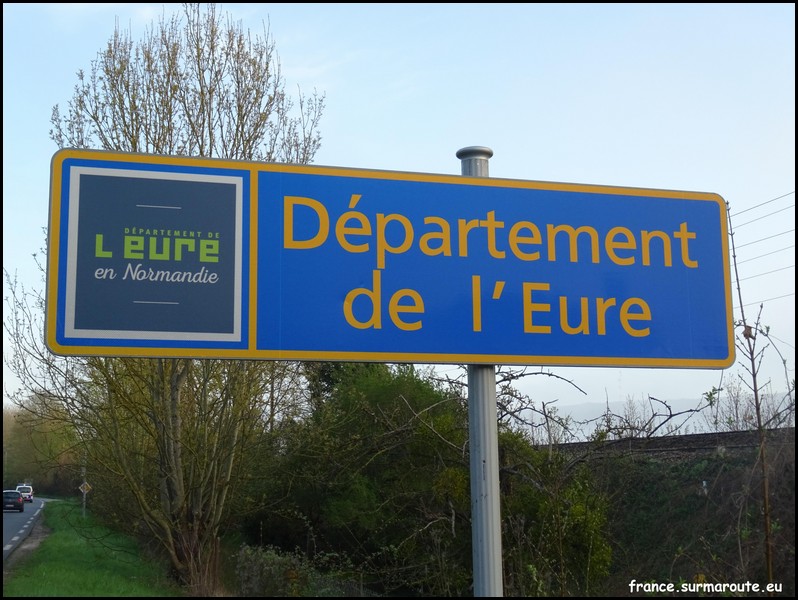 DÉPARTEMENT DE
L'EURE
en Normandie
Département
de l'Eure
france.surmaroute.eu